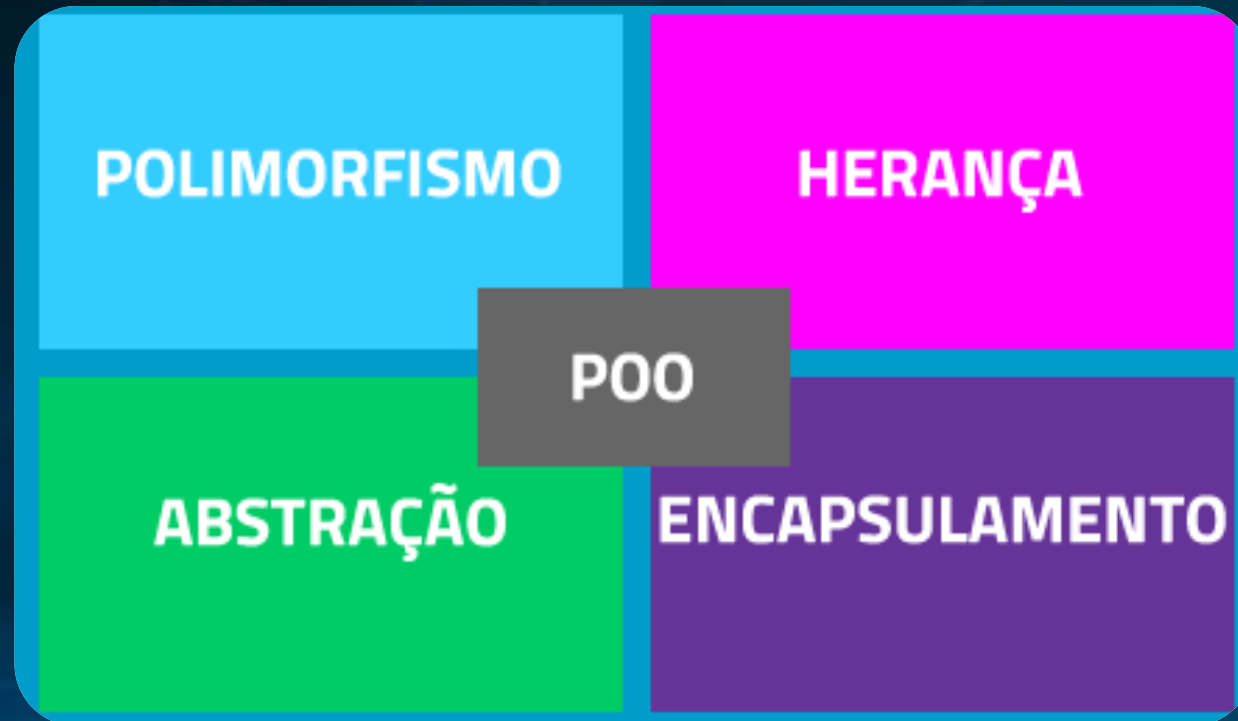 POLIMORFISMO
HERANÇA
POO
ABSTRAÇÃO
ENCAPSULAMENTO